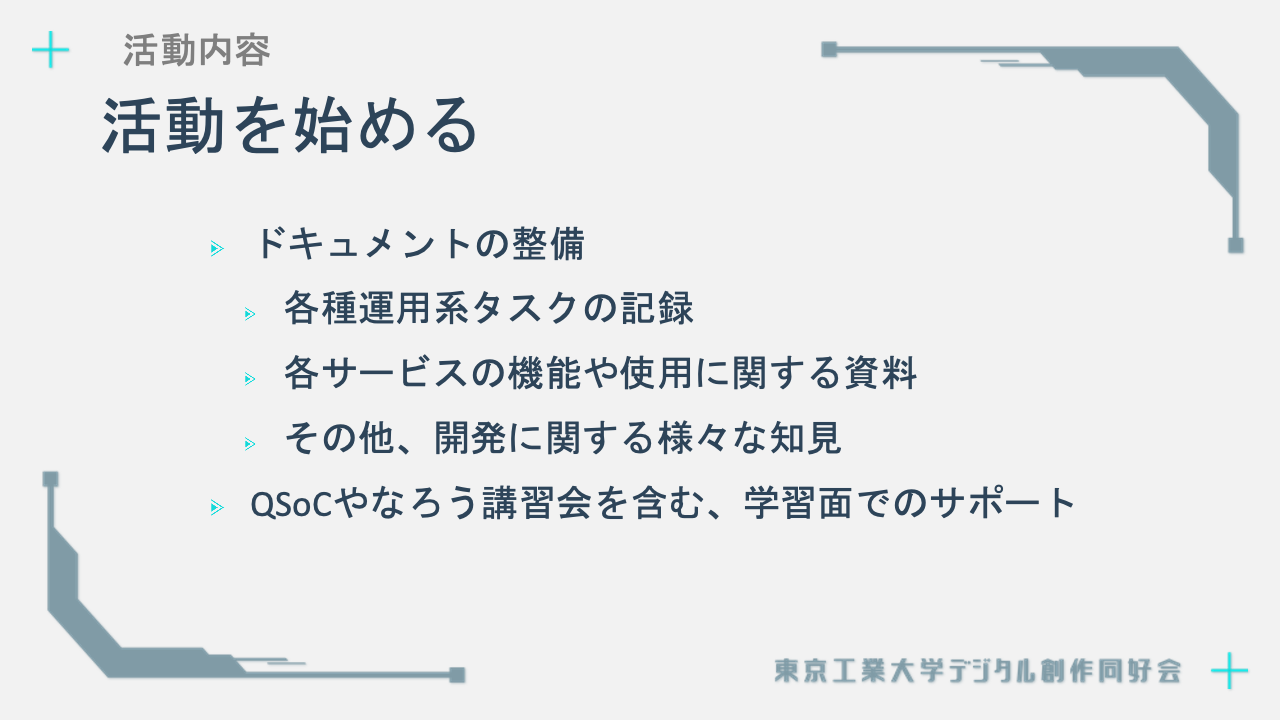 活動内容
活動を始める
ドキュメントの整備
各種運用系タスクの記録
各サービスの機能や使用に関する資料
その他、開発に関する様々な知見
QSoCやなろう講習会を含む、学習面でのサポート
東京工業大学デジタル創作同好会